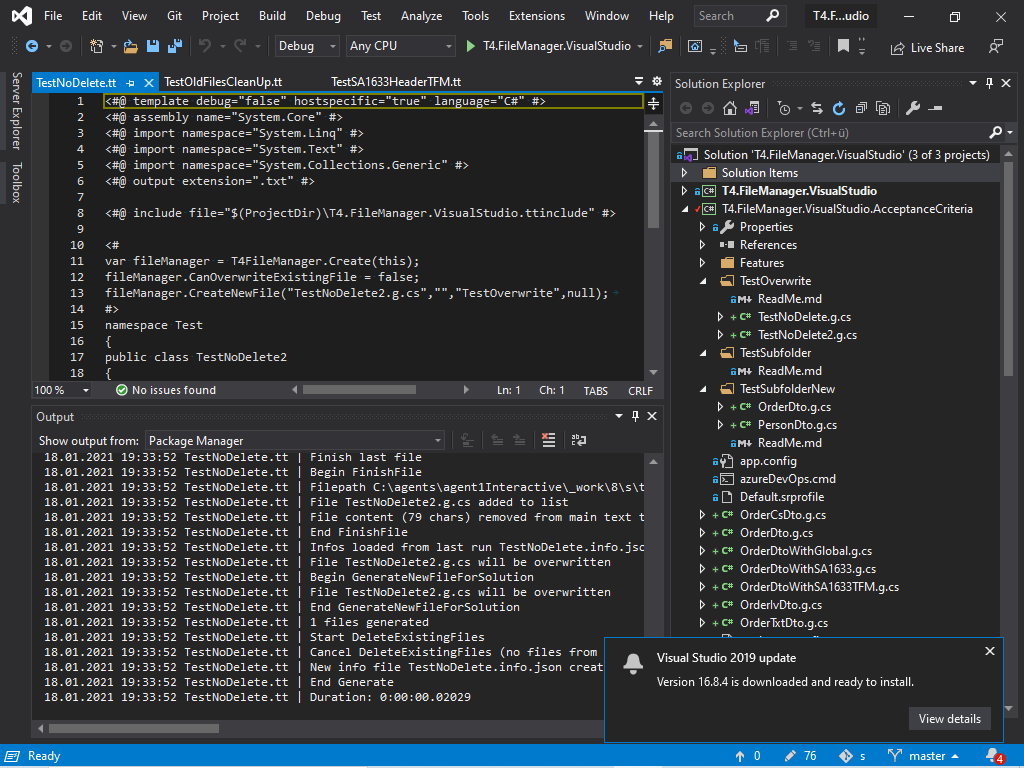 File Edit View Git Project Build Debug Test Analyze Tools Extensions Window Help Search T4.F...udio
Debug Any CPU T4.FileManager.VisualStudio Live Share
Server Explorer
Toolbox
TestNoDelete.tt TestOldFilesCleanUp.tt TestSA1633HeaderTFM.tt
1 <#@ template debug="false" hostspecific="true" language="C#" #>
2 <#@ assembly name="System.Core" #>
3 <#@ import namespace="System.Linq" #>
4 <#@ import namespace="System.Text" #>
5 <#@ import namespace="System.Collections.Generic" #>
6 <#@ output extension=".txt" #>
7
8 <#@ include file="$(ProjectDir)\T4.FileManager.VisualStudio.ttinclude" #>
9
10 <#
11 var fileManager = T4FileManager.Create(this);
12 fileManager.CanOverwriteExistingFile = false;
13 fileManager.CreateNewFile("TestNoDelete2.g.cs","","TestOverwrite",null);
14 #>
15 namespace Test
16 {
17 public class TestNoDelete2
18 {
100 % No issues found Ln: 1 Ch: 1 TABS CRLF
Output
Show output from: Package Manager
18.01.2021 19:33:52 TestNoDelete.tt | Finish last file
18.01.2021 19:33:52 TestNoDelete.tt | Begin FinishFile
18.01.2021 19:33:52 TestNoDelete.tt | Filepath C:\agents\agent1Interactive\_work\8\s\t
18.01.2021 19:33:52 TestNoDelete.tt | File TestNoDelete2.g.cs added to list
18.01.2021 19:33:52 TestNoDelete.tt | File content (79 chars) removed from main text t
18.01.2021 19:33:52 TestNoDelete.tt | End FinishFile
18.01.2021 19:33:52 TestNoDelete.tt | Infos loaded from last run TestNoDelete.info.jso
18.01.2021 19:33:52 TestNoDelete.tt | File TestNoDelete2.g.cs will be overwritten
18.01.2021 19:33:52 TestNoDelete.tt | Begin GenerateNewFileForSolution
18.01.2021 19:33:52 TestNoDelete.tt | File TestNoDelete2.g.cs will be overwritten
18.01.2021 19:33:52 TestNoDelete.tt | End GenerateNewFileForSolution
18.01.2021 19:33:52 TestNoDelete.tt | 1 files generated
18.01.2021 19:33:52 TestNoDelete.tt | Start DeleteExistingFiles
18.01.2021 19:33:52 TestNoDelete.tt | Cancel DeleteExistingFiles (no files from
18.01.2021 19:33:52 TestNoDelete.tt | New info file TestNoDelete.info.json creat
18.01.2021 19:33:52 TestNoDelete.tt | End Generate
18.01.2021 19:33:52 TestNoDelete.tt | Duration: 0:00:00.02029
Solution Explorer
Search Solution Explorer (Ctrl+ü)
Solution 'T4.FileManager.VisualStudio' (3 of 3 projects)
Solution Items
C# T4.FileManager.VisualStudio
C# T4.FileManager.VisualStudio.AcceptanceCriteria
Properties
References
Features
TestOverwrite
M+ ReadMe.md
+ C# TestNoDelete.g.cs
+ C# TestNoDelete2.g.cs
TestSubfolder
M+ ReadMe.md
TestSubfolderNew
+ C# OrderDto.g.cs
+ C# PersonDto.g.cs
M+ ReadMe.md
app.config
azureDevOps.cmd
Default.srprofile
+ C# OrderCsDto.g.cs
+ C# OrderDto.g.cs
+ C# OrderDtoWithGlobal.g.cs
+ C# OrderDtoWithSA1633.g.cs
+ C# OrderDtoWithSA1633TFM.g.cs
+ C# OrderIvDto.g.cs
+ C# OrderTxtDto.g.cs
Visual Studio 2019 update
Version 16.8.4 is downloaded and ready to install.
View details
Ready 0 76 s master 4